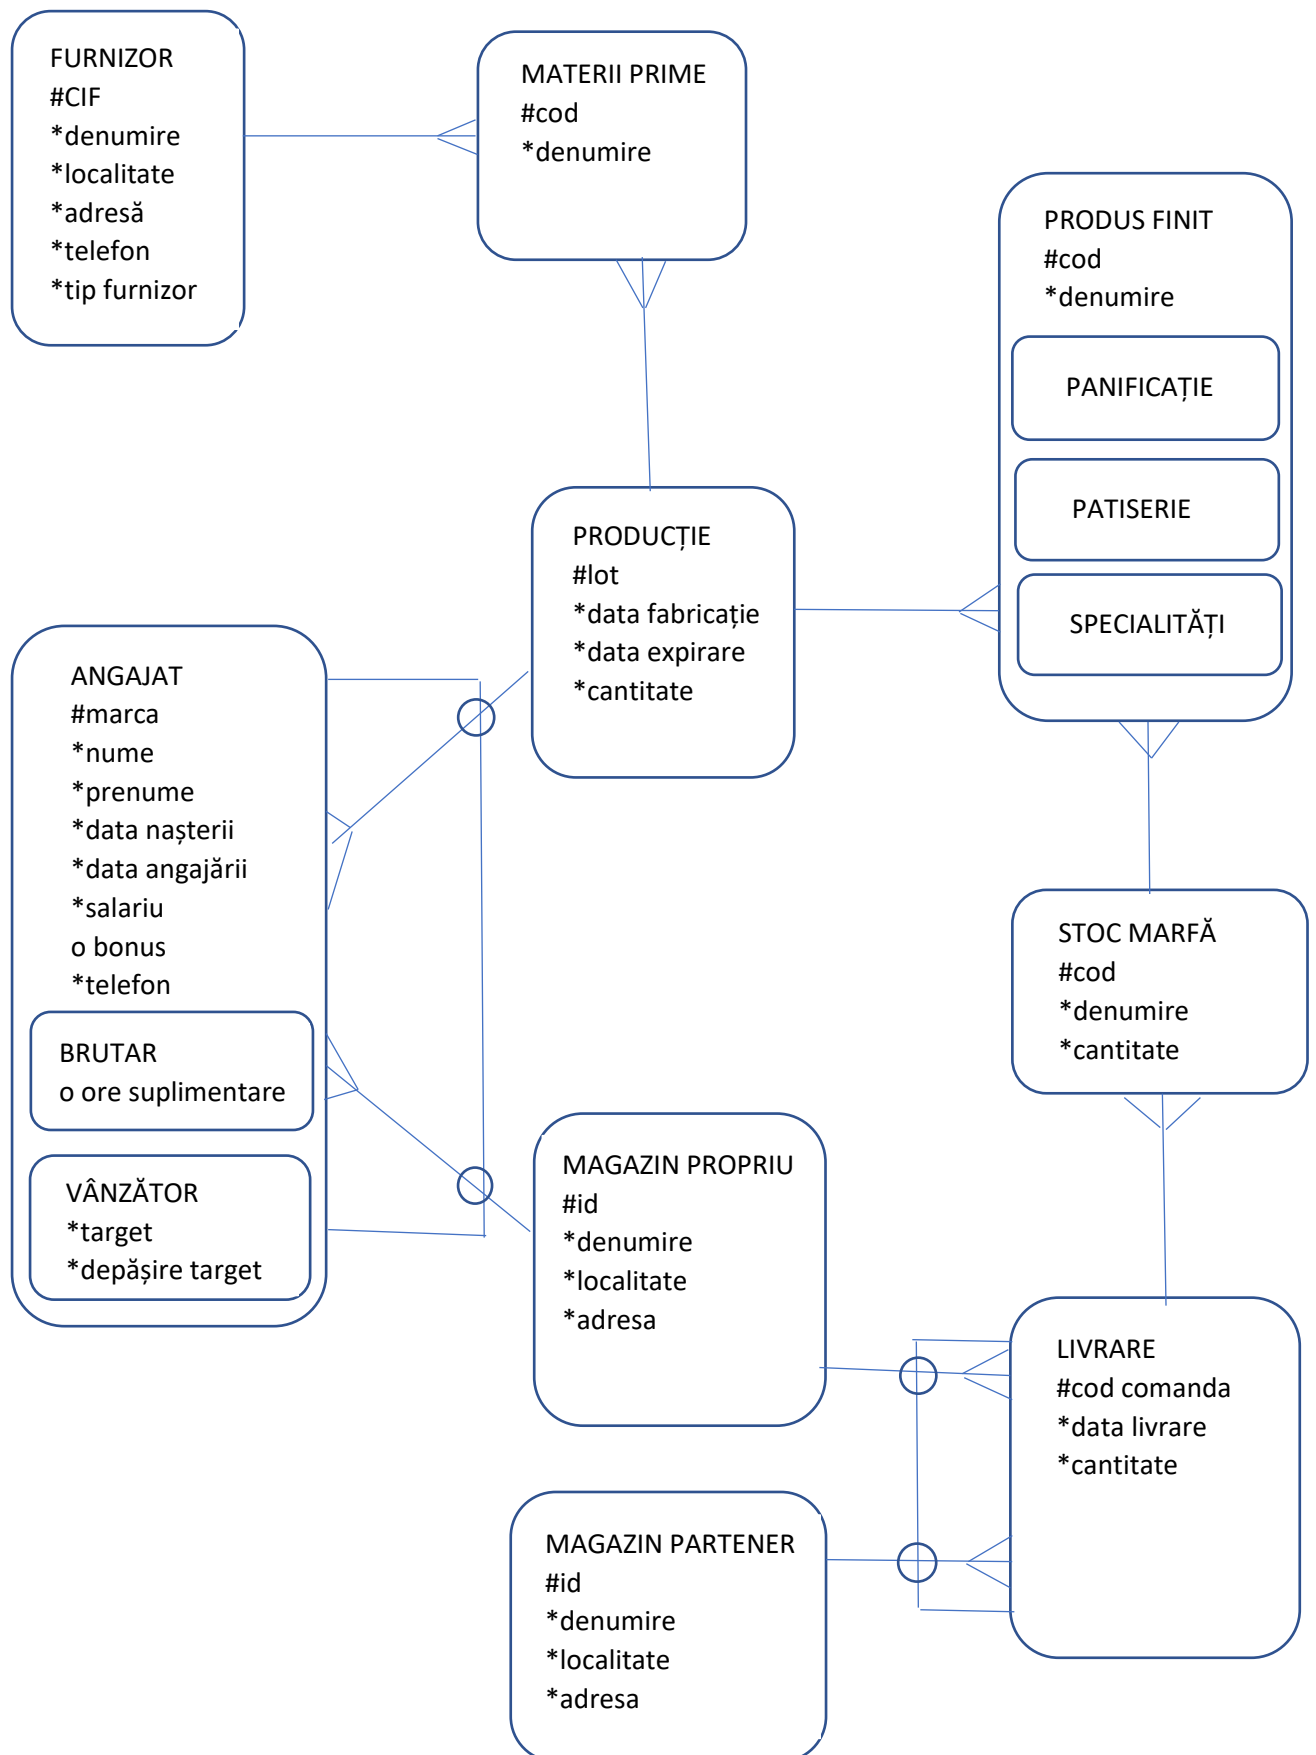 FURNIZOR
#CIF
*denumire
*localitate
*adresă
*telefon
*tip furnizor
MATERII PRIME
#cod
*denumire
PRODUS FINIT
#cod
*denumire
PANIFICAȚIE
PATISERIE
SPECIALITĂȚI
PRODUCȚIE
#lot
*data fabricație
*data expirare
*cantitate
ANGAJAT
#marca
*nume
*prenume
*data nașterii
*data angajării
*salariu
o bonus
*telefon
BRUTAR
o ore suplimentare
VÂNZĂTOR
*target
*depășire target
STOC MARFĂ
#cod
*denumire
*cantitate
MAGAZIN PROPRIU
#id
*denumire
*localitate
*adresa
LIVRARE
#cod comanda
*data livrare
*cantitate
MAGAZIN PARTENER
#id
*denumire
*localitate
*adresa